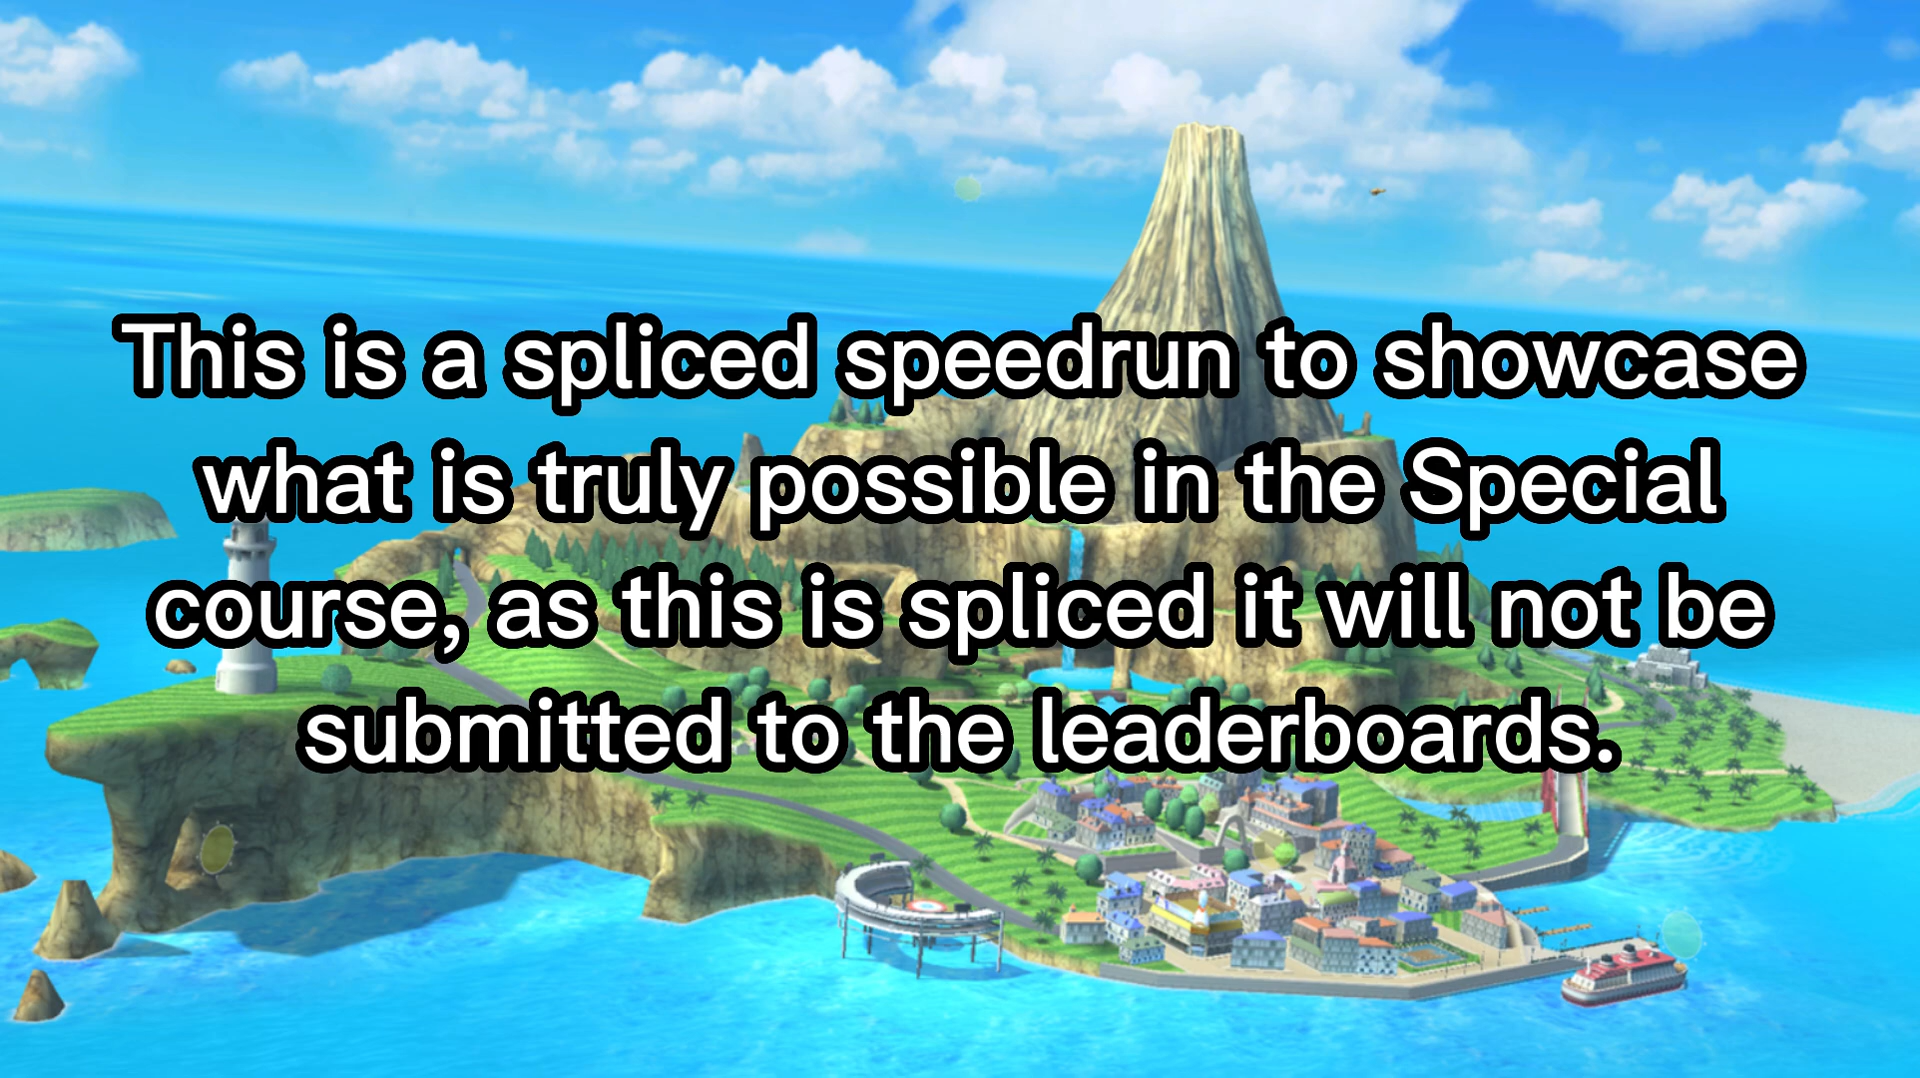 This is a spliced speedrun to showcase
what is truly possible in the Special
course, as this is spliced it will not be
submitted to the leaderboards.